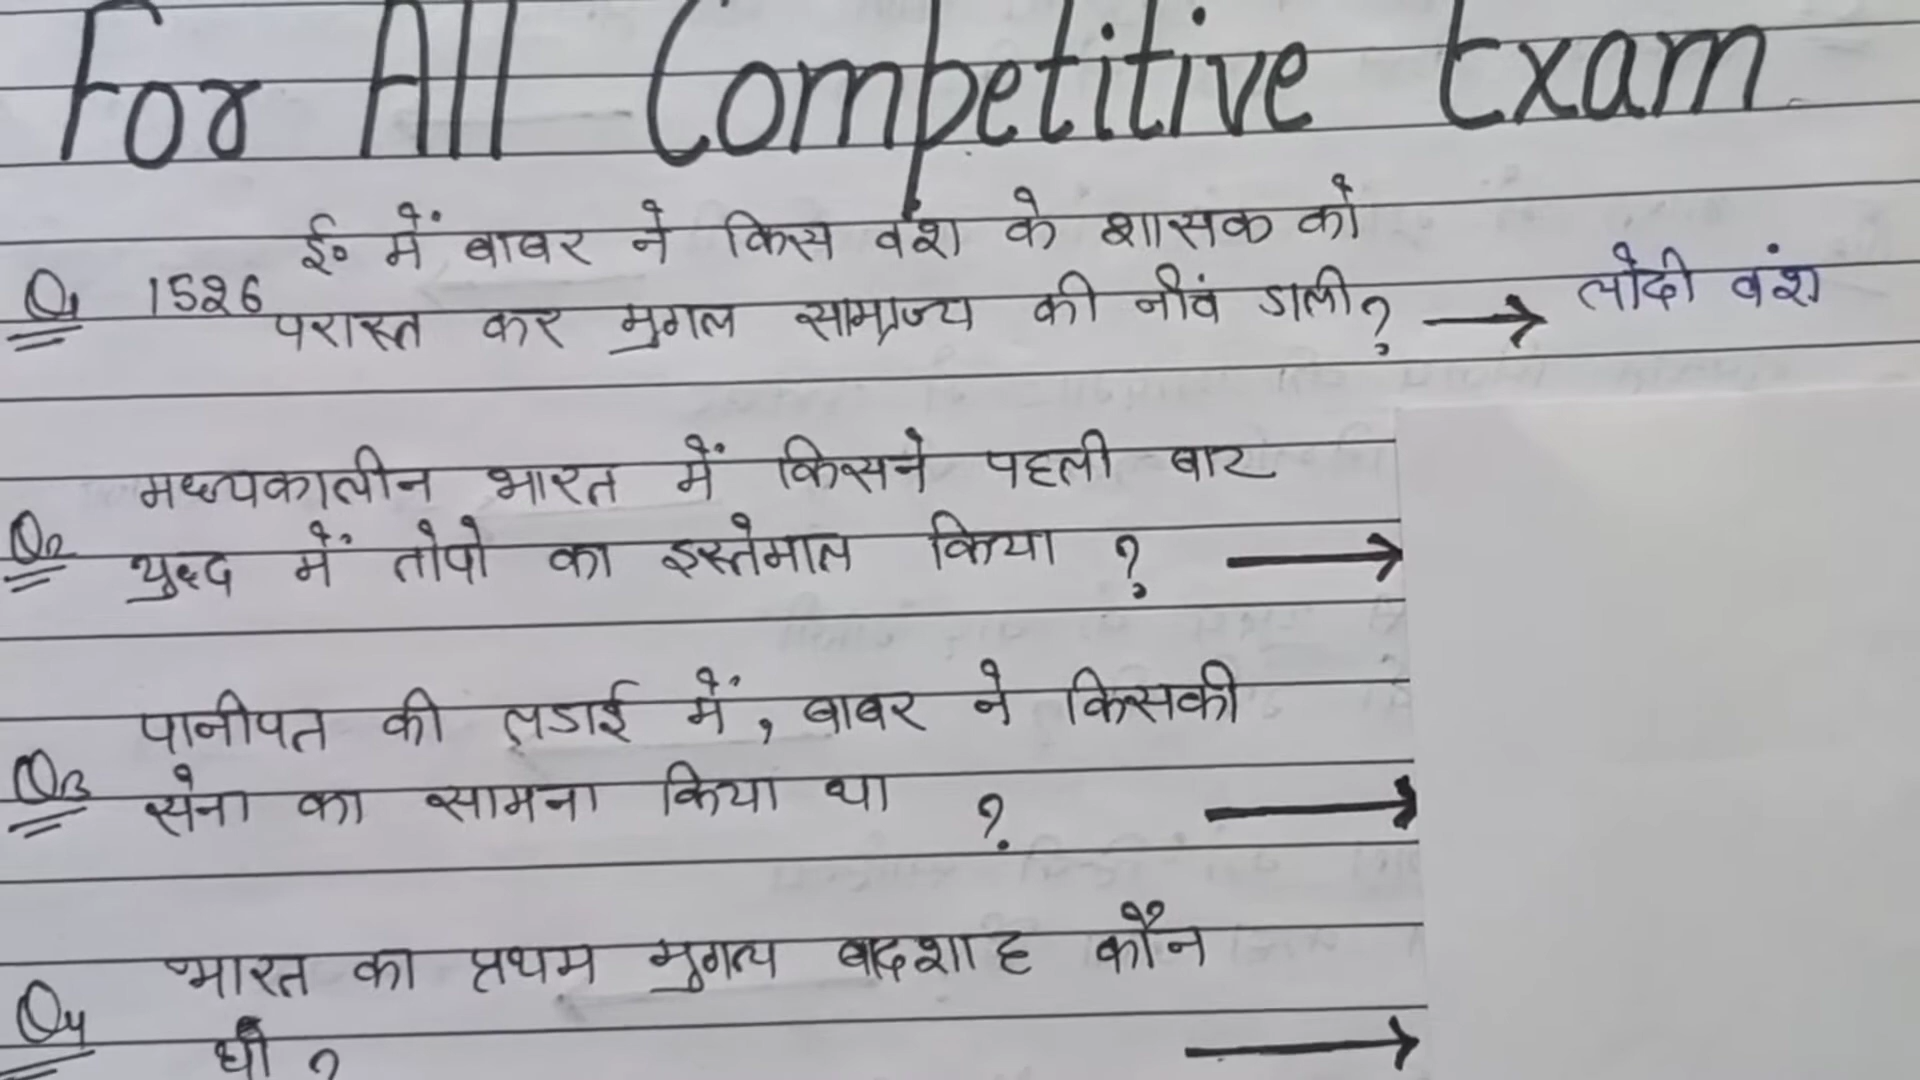 For All Competitive Exam
ई० में बाबर ने किस वंश के शासक को
Q1 1526 परास्त कर मुगल साम्राज्य की नीवं डाली? → लोदी वंश
मध्यकालीन भारत में किसने पहली बार
Q2 युद्ध में तोपो का इस्तेमाल किया ? →
पानीपत की लडाई में, बाबर ने किसकी
Q3 सेना का सामना किया था ? →
भारत का प्रथम मुगल बादशाह कौन
Q4 थी ? →